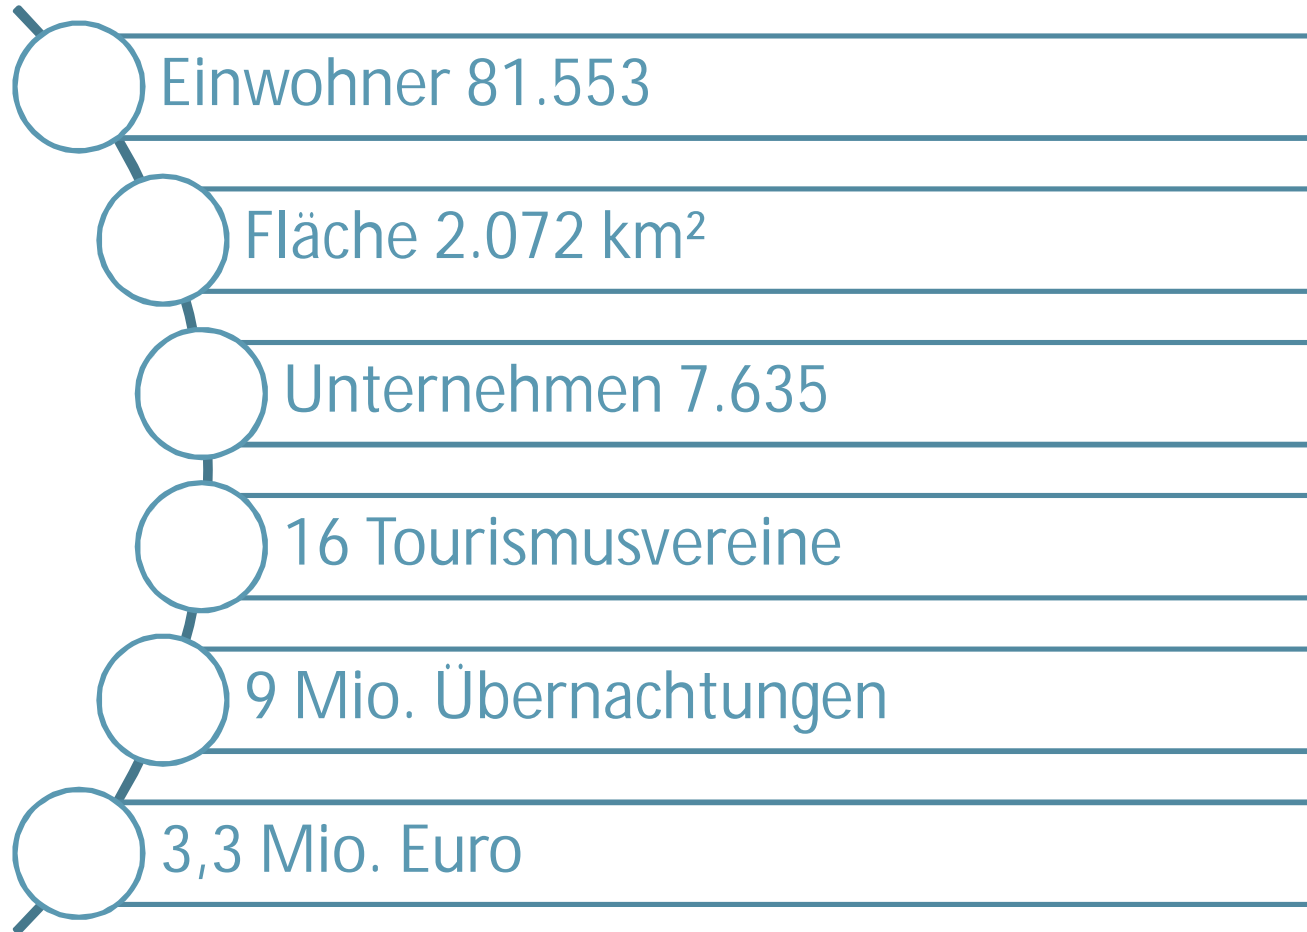 Einwohner 81.553
Fläche 2.072 km²
Unternehmen 7.635
16 Tourismusvereine
9 Mio. Übernachtungen
3,3 Mio. Euro